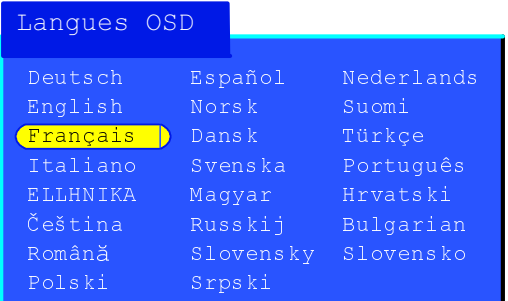 Langues OSD
Deutsch Español Nederlands
English Norsk Suomi
Français Dansk Türkçe
Italiano Svenska Português
ELLHNIKA Magyar Hrvatski
Čeština Russkij Bulgarian
Română Slovensky Slovensko
Polski Srpski